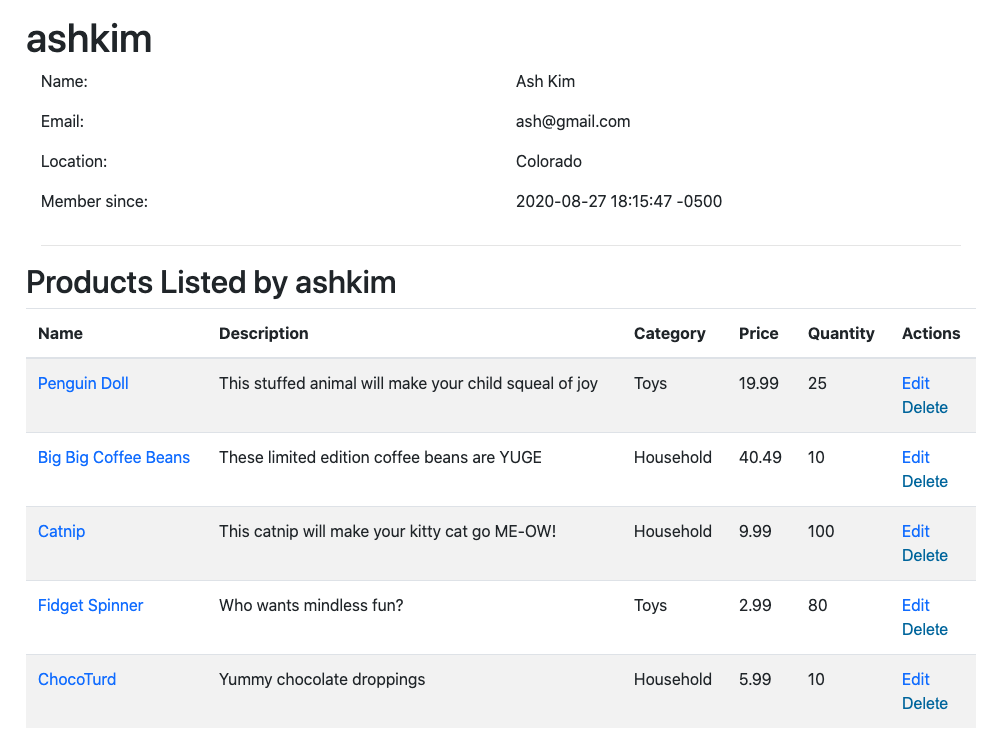 ashkim
Name: Ash Kim
Email: ash@gmail.com
Location: Colorado
Member since: 2020-08-27 18:15:47 -0500
Products Listed by ashkim
Name Description Category Price Quantity Actions
Penguin Doll This stuffed animal will make your child squeal of joy Toys 19.99 25 Edit
Delete
Big Big Coffee Beans These limited edition coffee beans are YUGE Household 40.49 10 Edit
Delete
Catnip This catnip will make your kitty cat go ME-OW! Household 9.99 100 Edit
Delete
Fidget Spinner Who wants mindless fun? Toys 2.99 80 Edit
Delete
ChocoTurd Yummy chocolate droppings Household 5.99 10 Edit
Delete